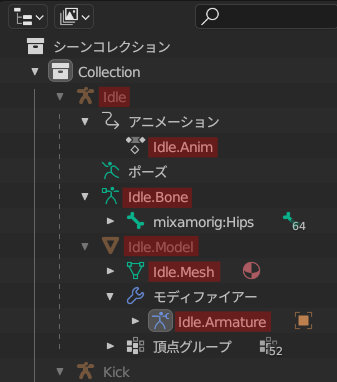 シーンコレクション
Collection
Idle
アニメーション
Idle.Anim
ポーズ
Idle.Bone
mixamorig:Hips 64
Idle.Model
Idle.Mesh
モディファイアー
Idle.Armature
頂点グループ 52
Kick